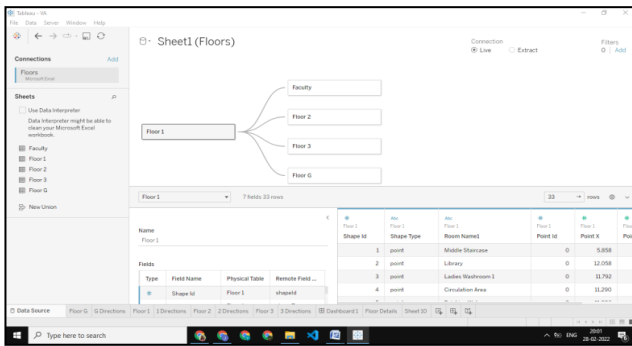 Tableau - VA
File Data Server Window Help
Connections Add
Floors
Microsoft Excel
Sheets
Use Data Interpreter
Data Interpreter might be able to
clean your Microsoft Excel
workbook.
Faculty
Floor 1
Floor 2
Floor 3
Floor G
New Union
Sheet1 (Floors)
Connection
Live Extract
Filters
0 Add
Floor 1
Faculty
Floor 2
Floor 3
Floor G
Floor 1 7 fields 33 rows 33 rows
Name
Floor 1
Fields
Type Field Name Physical Table Remote Field ...
Shape Id Floor 1 shapeId
Abc Abc
Floor 1 Floor 1 Floor 1 Floor 1 Floor 1
Shape Id Shape Type Room Name1 Point Id Point X
1 point Middle Staircase 0 5.858
2 point Library 0 12.058
3 point Ladies Washroom 1 0 11.792
4 point Circulation Area 0 11.290
Data Source Floor G G Directions Floor 1 1 Directions Floor 2 2 Directions Floor 3 3 Directions Dashboard 1 Floor Details Sheet 10
Type here to search
ENG 20:01
28-02-2022